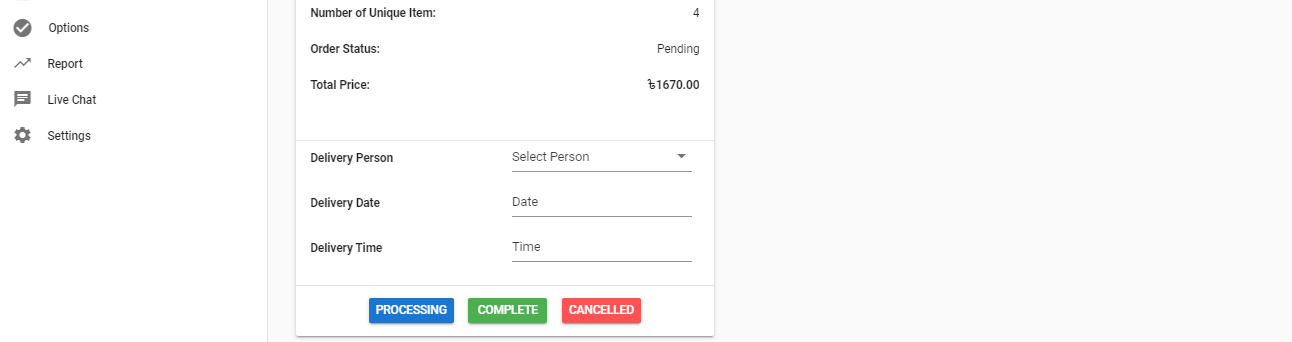 Options
Report
Live Chat
Settings
Number of Unique Item: 4
Order Status: Pending
Total Price: ৳1670.00
Delivery Person Select Person
Delivery Date Date
Delivery Time Time
PROCESSING COMPLETE CANCELLED